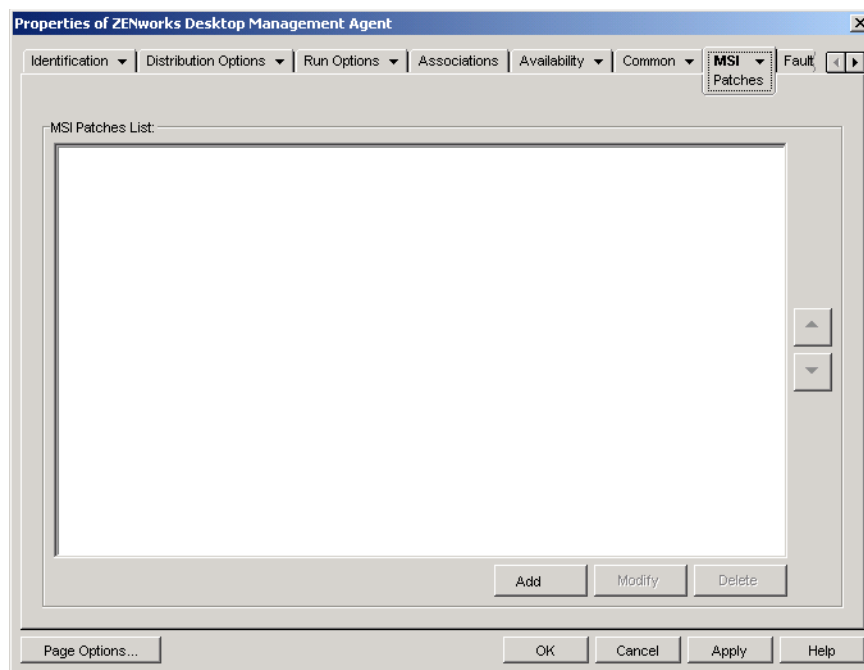 Properties of ZENworks Desktop Management Agent
Identification Distribution Options Run Options Associations Availability Common MSI Fault
Patches
MSI Patches List:
Add Modify Delete
Page Options... OK Cancel Apply Help